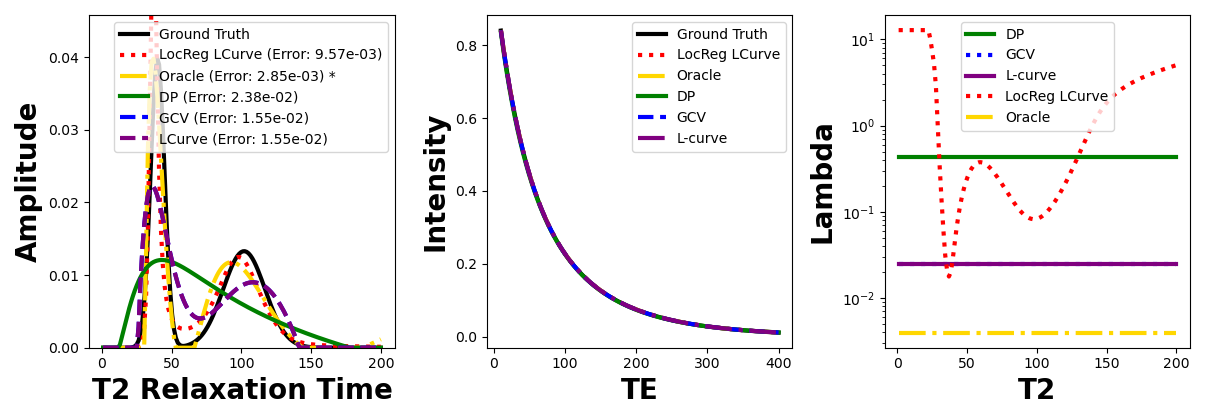 Amplitude
0.04
0.03
0.02
0.01
0.00
Ground Truth
LocReg LCurve (Error: 9.57e-03)
Oracle (Error: 2.85e-03) *
DP (Error: 2.38e-02)
GCV (Error: 1.55e-02)
LCurve (Error: 1.55e-02)
0 50 100 150 200
T2 Relaxation Time
Intensity
0.8
0.6
0.4
0.2
0.0
Ground Truth
LocReg LCurve
Oracle
DP
GCV
L-curve
0 100 200 300 400
TE
Lambda
10¹
10⁰
10⁻¹
10⁻²
DP
GCV
L-curve
LocReg LCurve
Oracle
0 50 100 150 200
T2